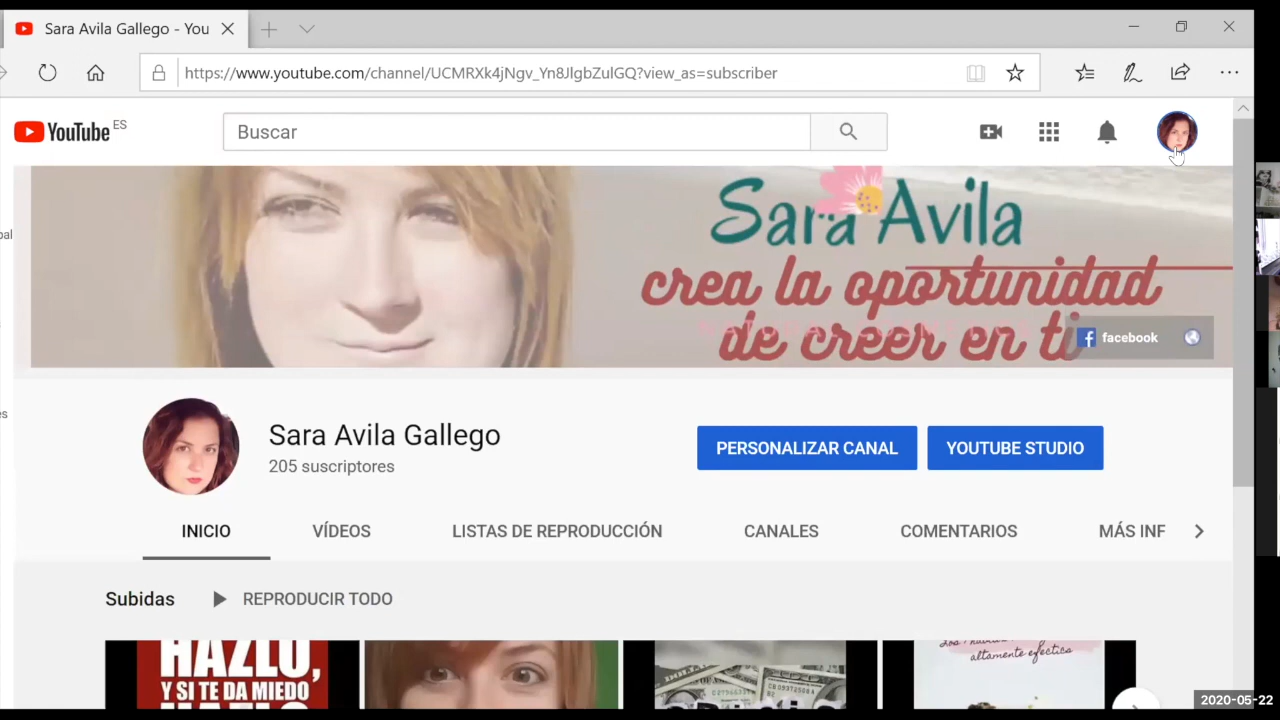 Sara Avila Gallego - You
https://www.youtube.com/channel/UCMRXk4jNgv_Yn8JlgbZulGQ?view_as=subscriber
YouTube ES
Buscar
Sara Avila
crea la oportunidad
de creer en ti
facebook
Sara Avila Gallego
205 suscriptores
PERSONALIZAR CANAL
YOUTUBE STUDIO
INICIO
VÍDEOS
LISTAS DE REPRODUCCIÓN
CANALES
COMENTARIOS
MÁS INF
Subidas
REPRODUCIR TODO
HAZLO,
Y SI TE DA MIEDO
altamente efectica
2020-05-22